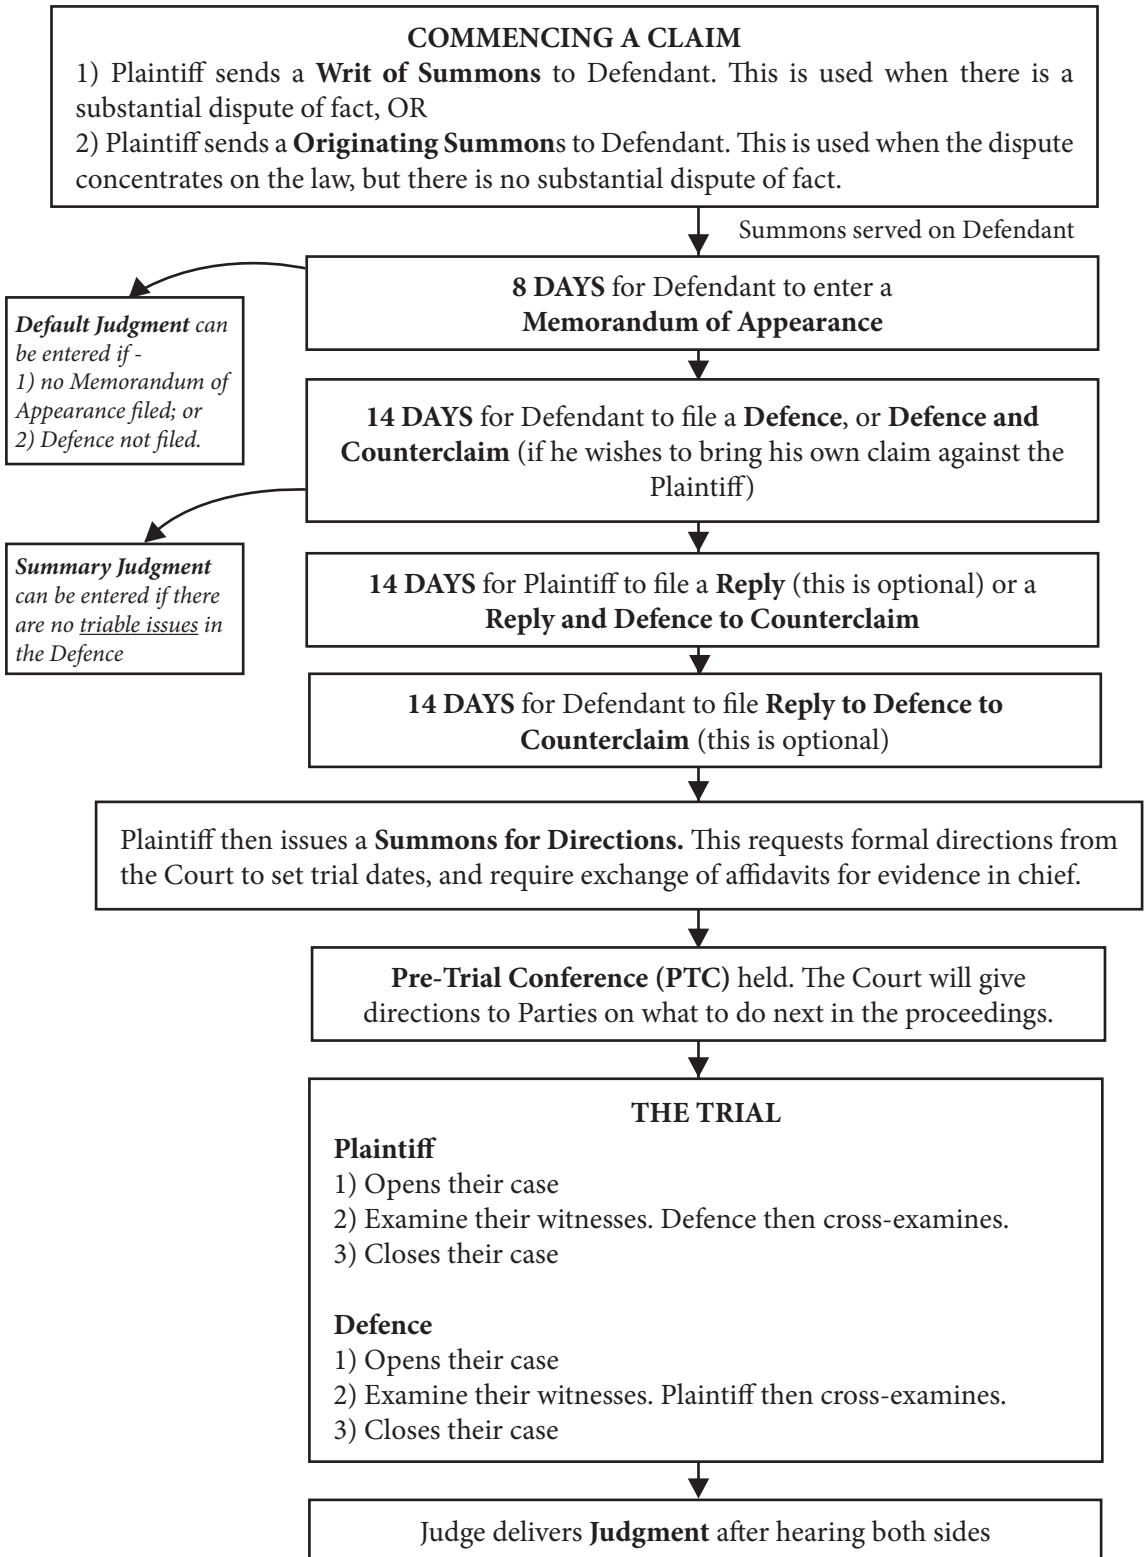 COMMENCING A CLAIM
1) Plaintiff sends a Writ of Summons to Defendant. This is used when there is a
substantial dispute of fact, OR
2) Plaintiff sends a Originating Summons to Defendant. This is used when the dispute
concentrates on the law, but there is no substantial dispute of fact.
Summons served on Defendant
8 DAYS for Defendant to enter a
Memorandum of Appearance
Default Judgment can
be entered if -
1) no Memorandum of
Appearance filed; or
2) Defence not filed.
14 DAYS for Defendant to file a Defence, or Defence and
Counterclaim (if he wishes to bring his own claim against the
Plaintiff)
Summary Judgment
can be entered if there
are no triable issues in
the Defence
14 DAYS for Plaintiff to file a Reply (this is optional) or a
Reply and Defence to Counterclaim
14 DAYS for Defendant to file Reply to Defence to
Counterclaim (this is optional)
Plaintiff then issues a Summons for Directions. This requests formal directions from
the Court to set trial dates, and require exchange of affidavits for evidence in chief.
Pre-Trial Conference (PTC) held. The Court will give
directions to Parties on what to do next in the proceedings.
THE TRIAL
Plaintiff
1) Opens their case
2) Examine their witnesses. Defence then cross-examines.
3) Closes their case
Defence
1) Opens their case
2) Examine their witnesses. Plaintiff then cross-examines.
3) Closes their case
Judge delivers Judgment after hearing both sides